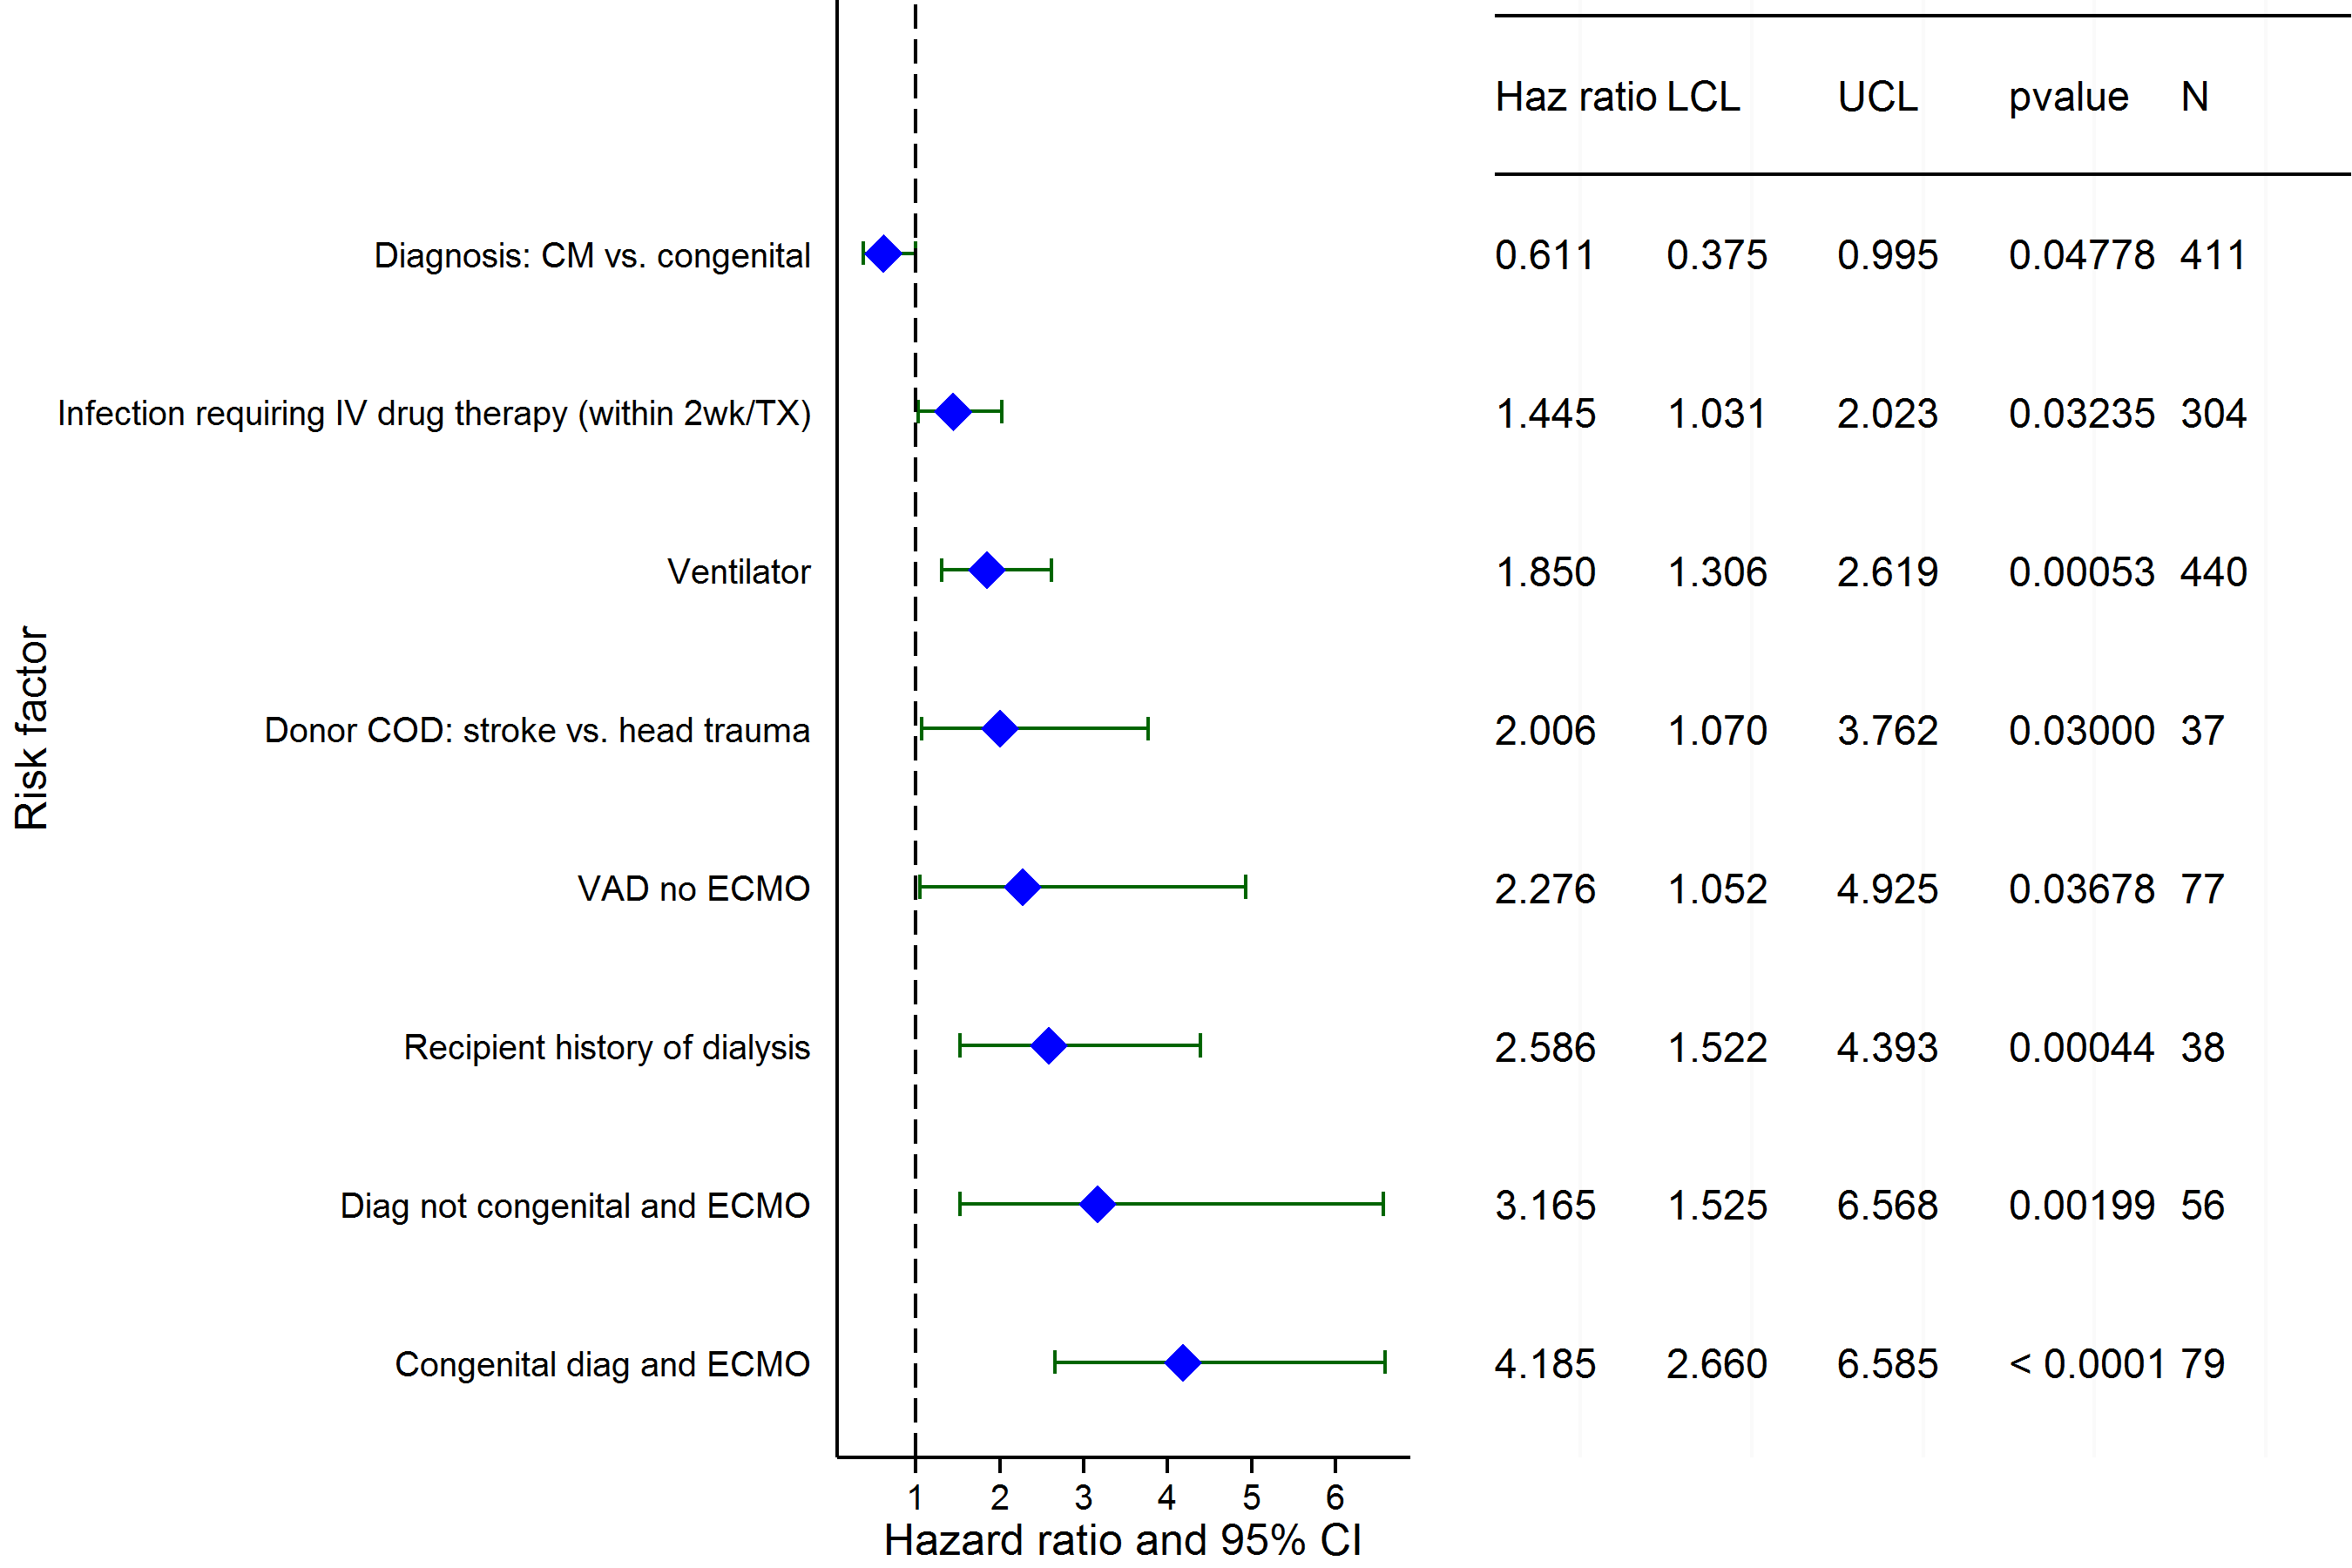 Haz ratio LCL UCL pvalue N
Diagnosis: CM vs. congenital 0.611 0.375 0.995 0.04778 411
Infection requiring IV drug therapy (within 2wk/TX) 1.445 1.031 2.023 0.03235 304
Ventilator 1.850 1.306 2.619 0.00053 440
Donor COD: stroke vs. head trauma 2.006 1.070 3.762 0.03000 37
VAD no ECMO 2.276 1.052 4.925 0.03678 77
Recipient history of dialysis 2.586 1.522 4.393 0.00044 38
Diag not congenital and ECMO 3.165 1.525 6.568 0.00199 56
Congenital diag and ECMO 4.185 2.660 6.585 < 0.0001 79
Risk factor
1 2 3 4 5 6
Hazard ratio and 95% CI